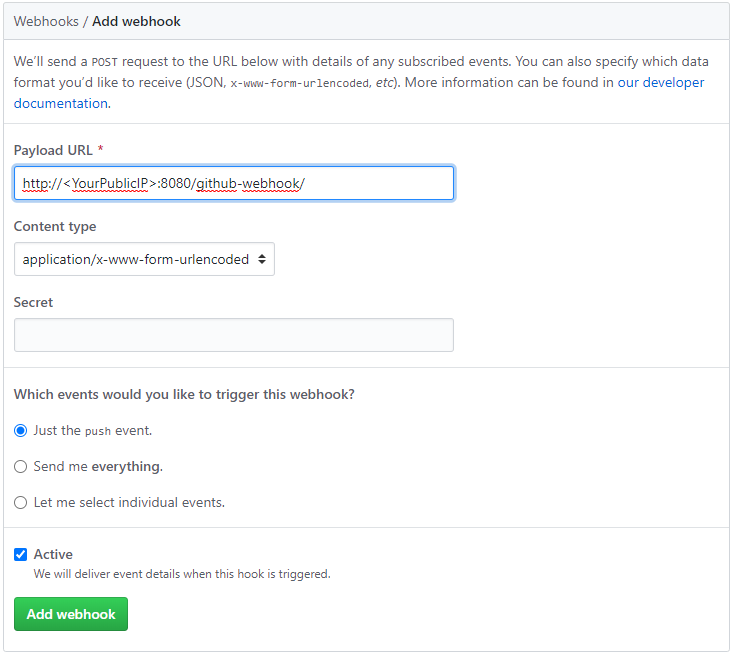 Webhooks / Add webhook
We’ll send a POST request to the URL below with details of any subscribed events. You can also specify which data
format you’d like to receive (JSON, x-www-form-urlencoded, etc). More information can be found in our developer
documentation.
Payload URL *
http://<YourPublicIP>:8080/github-webhook/
Content type
application/x-www-form-urlencoded
Secret
Which events would you like to trigger this webhook?
Just the push event.
Send me everything.
Let me select individual events.
Active
We will deliver event details when this hook is triggered.
Add webhook